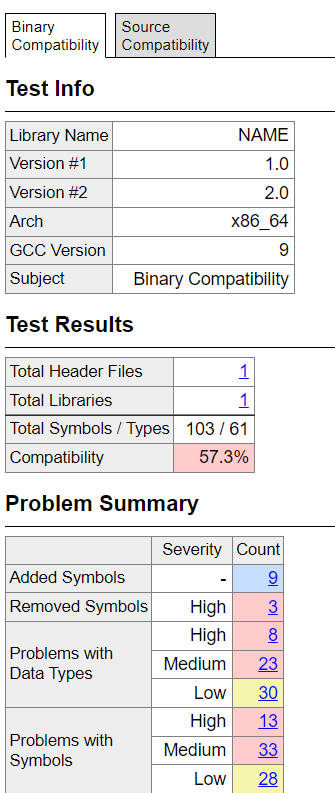 Binary
Compatibility
Source
Compatibility
Test Info
Library Name NAME
Version #1 1.0
Version #2 2.0
Arch x86_64
GCC Version 9
Subject Binary Compatibility
Test Results
Total Header Files 1
Total Libraries 1
Total Symbols / Types 103 / 61
Compatibility 57.3%
Problem Summary
Severity Count
Added Symbols - 9
Removed Symbols High 3
Problems with
Data Types
High 8
Medium 23
Low 30
Problems with
Symbols
High 13
Medium 33
Low 28